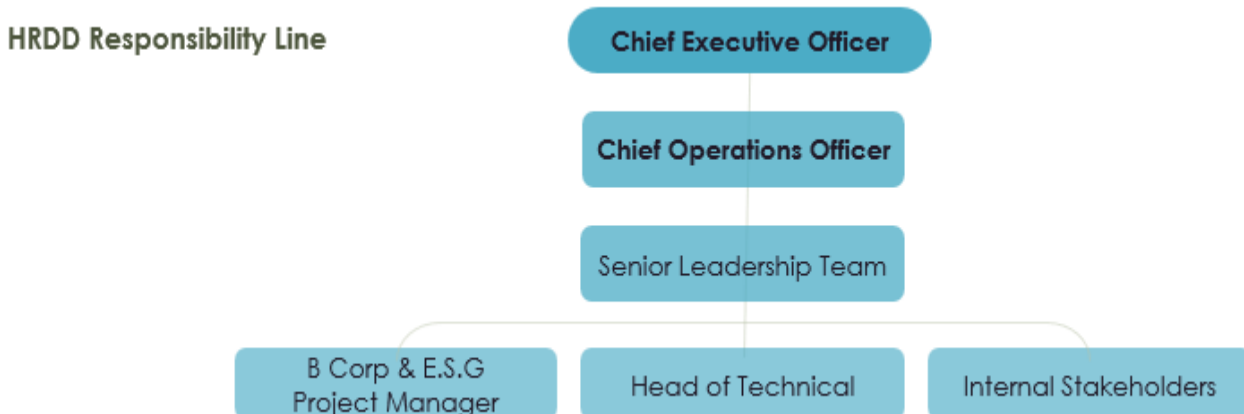 HRDD Responsibility Line
Chief Executive Officer
Chief Operations Officer
Senior Leadership Team
B Corp & E.S.G
Project Manager
Head of Technical
Internal Stakeholders